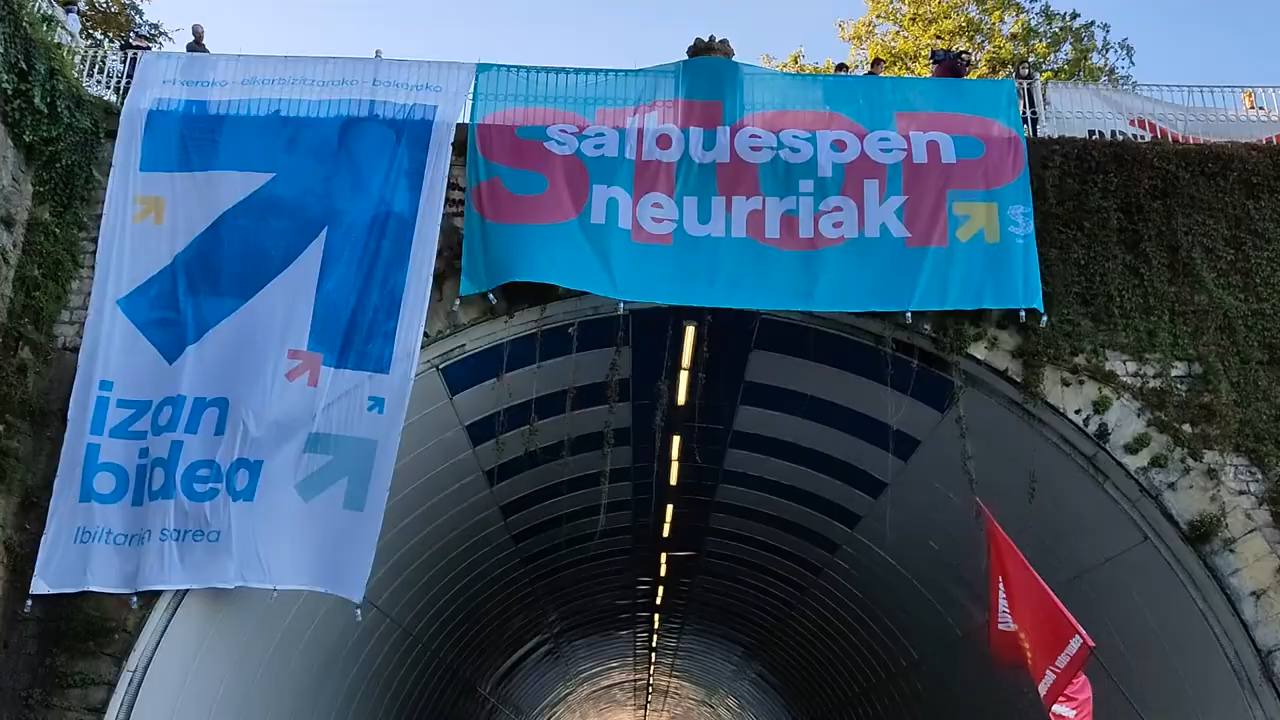 etxerako - elkarbizitzarako - bakerako
izan
bidea
Ibiltarien sarea
STOP
salbuespen
neurriak